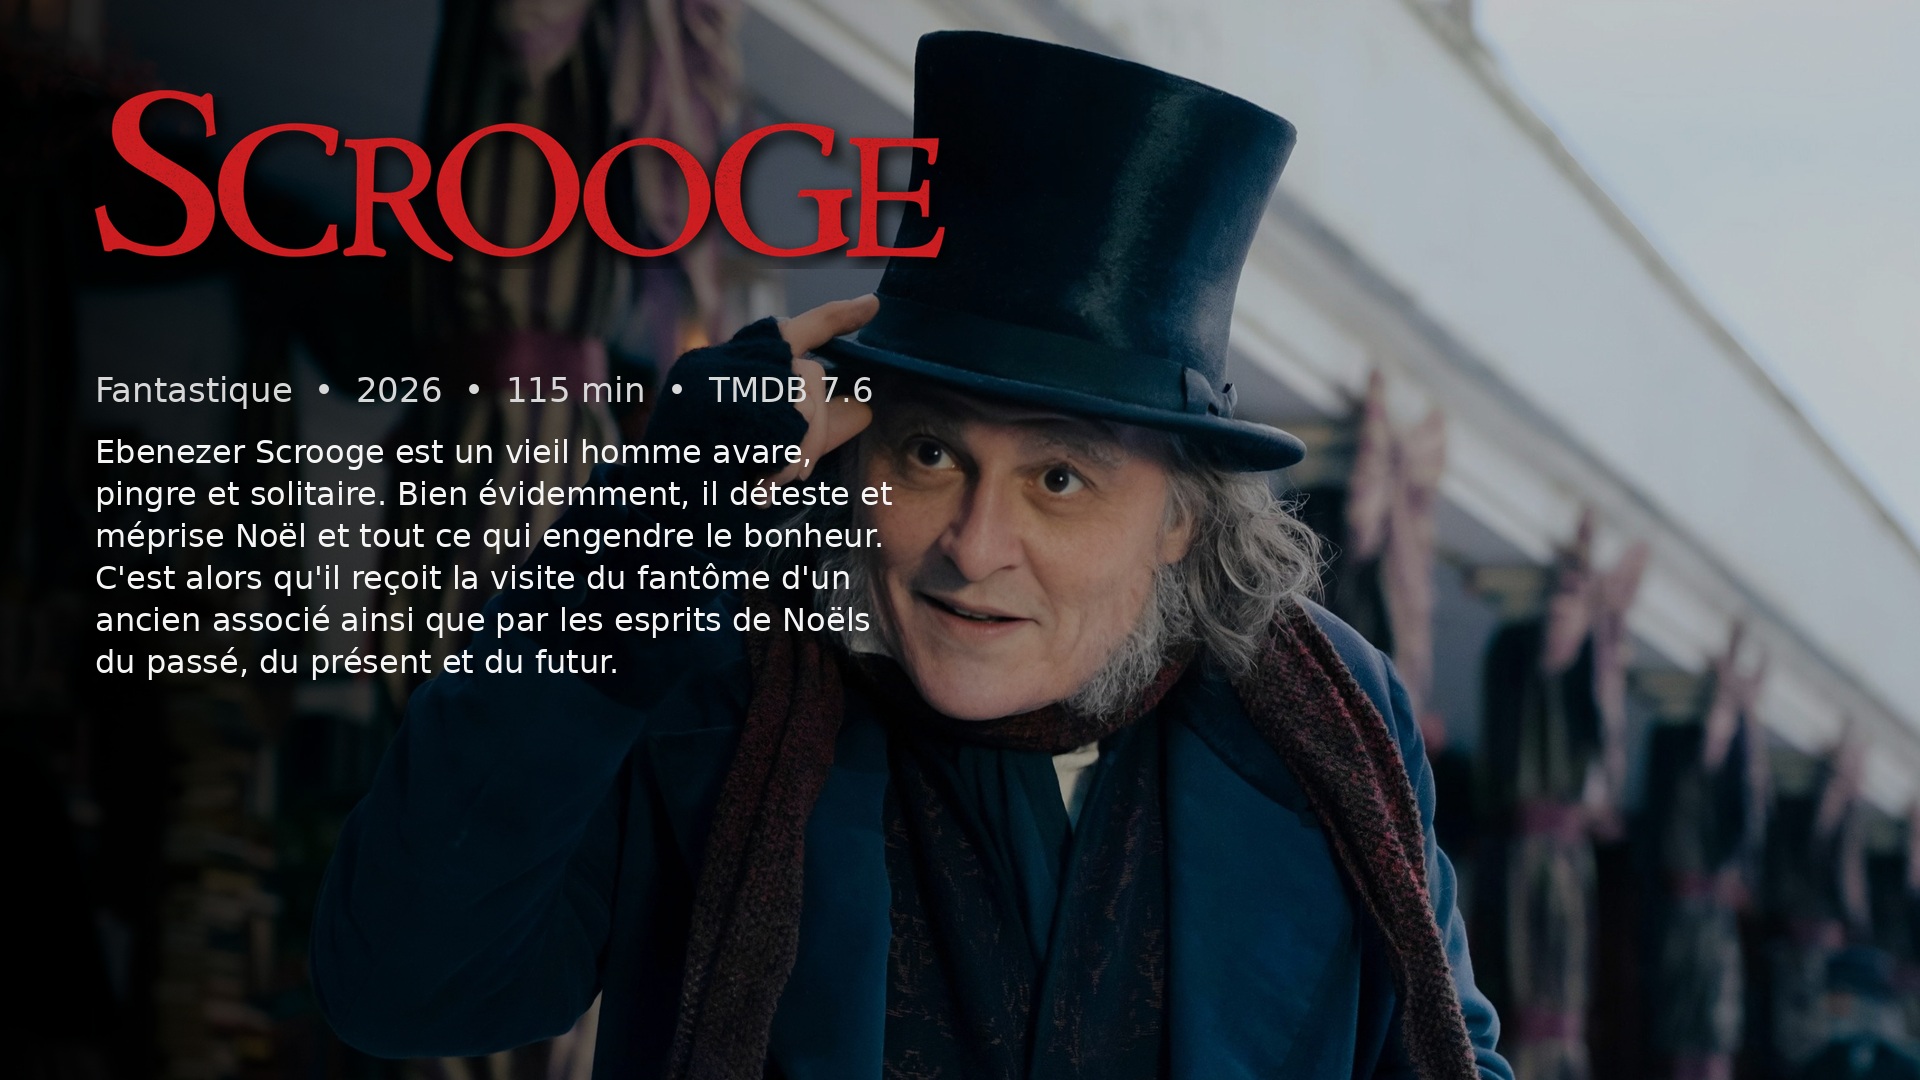 SCROOGE
Fantastique • 2026 • 115 min • TMDB 7.6
Ebenezer Scrooge est un vieil homme avare,
pingre et solitaire. Bien évidemment, il déteste et
méprise Noël et tout ce qui engendre le bonheur.
C'est alors qu'il reçoit la visite du fantôme d'un
ancien associé ainsi que par les esprits de Noëls
du passé, du présent et du futur.